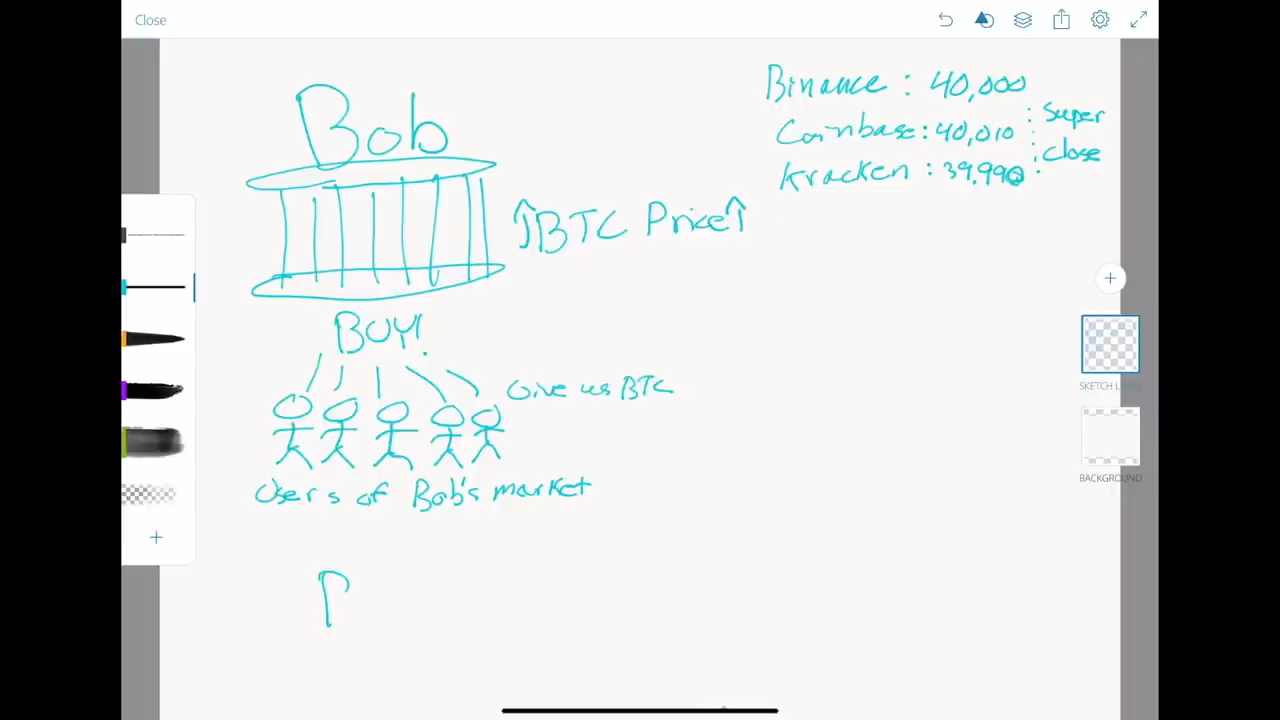 Close
Bob
Binance : 40,000
Coinbase : 40,010
Kracken : 39,990
: Super
: Close
↑BTC Price↑
BUY!
Give us BTC
Users of Bob's market
SKETCH LAYER
BACKGROUND